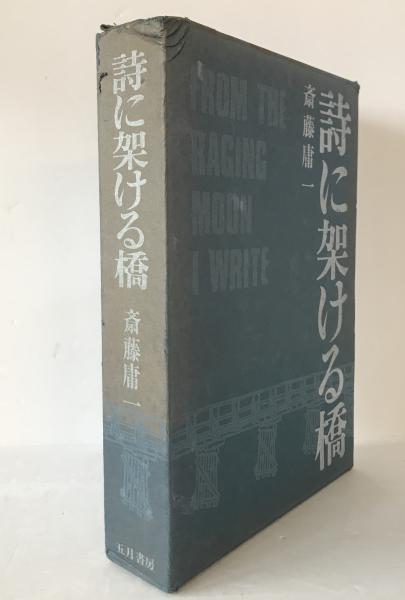 詩に架ける橋
斎藤庸一
五月書房
詩に架ける橋
斎藤庸一
FROM THE
RAGING
MOON
I WRITE